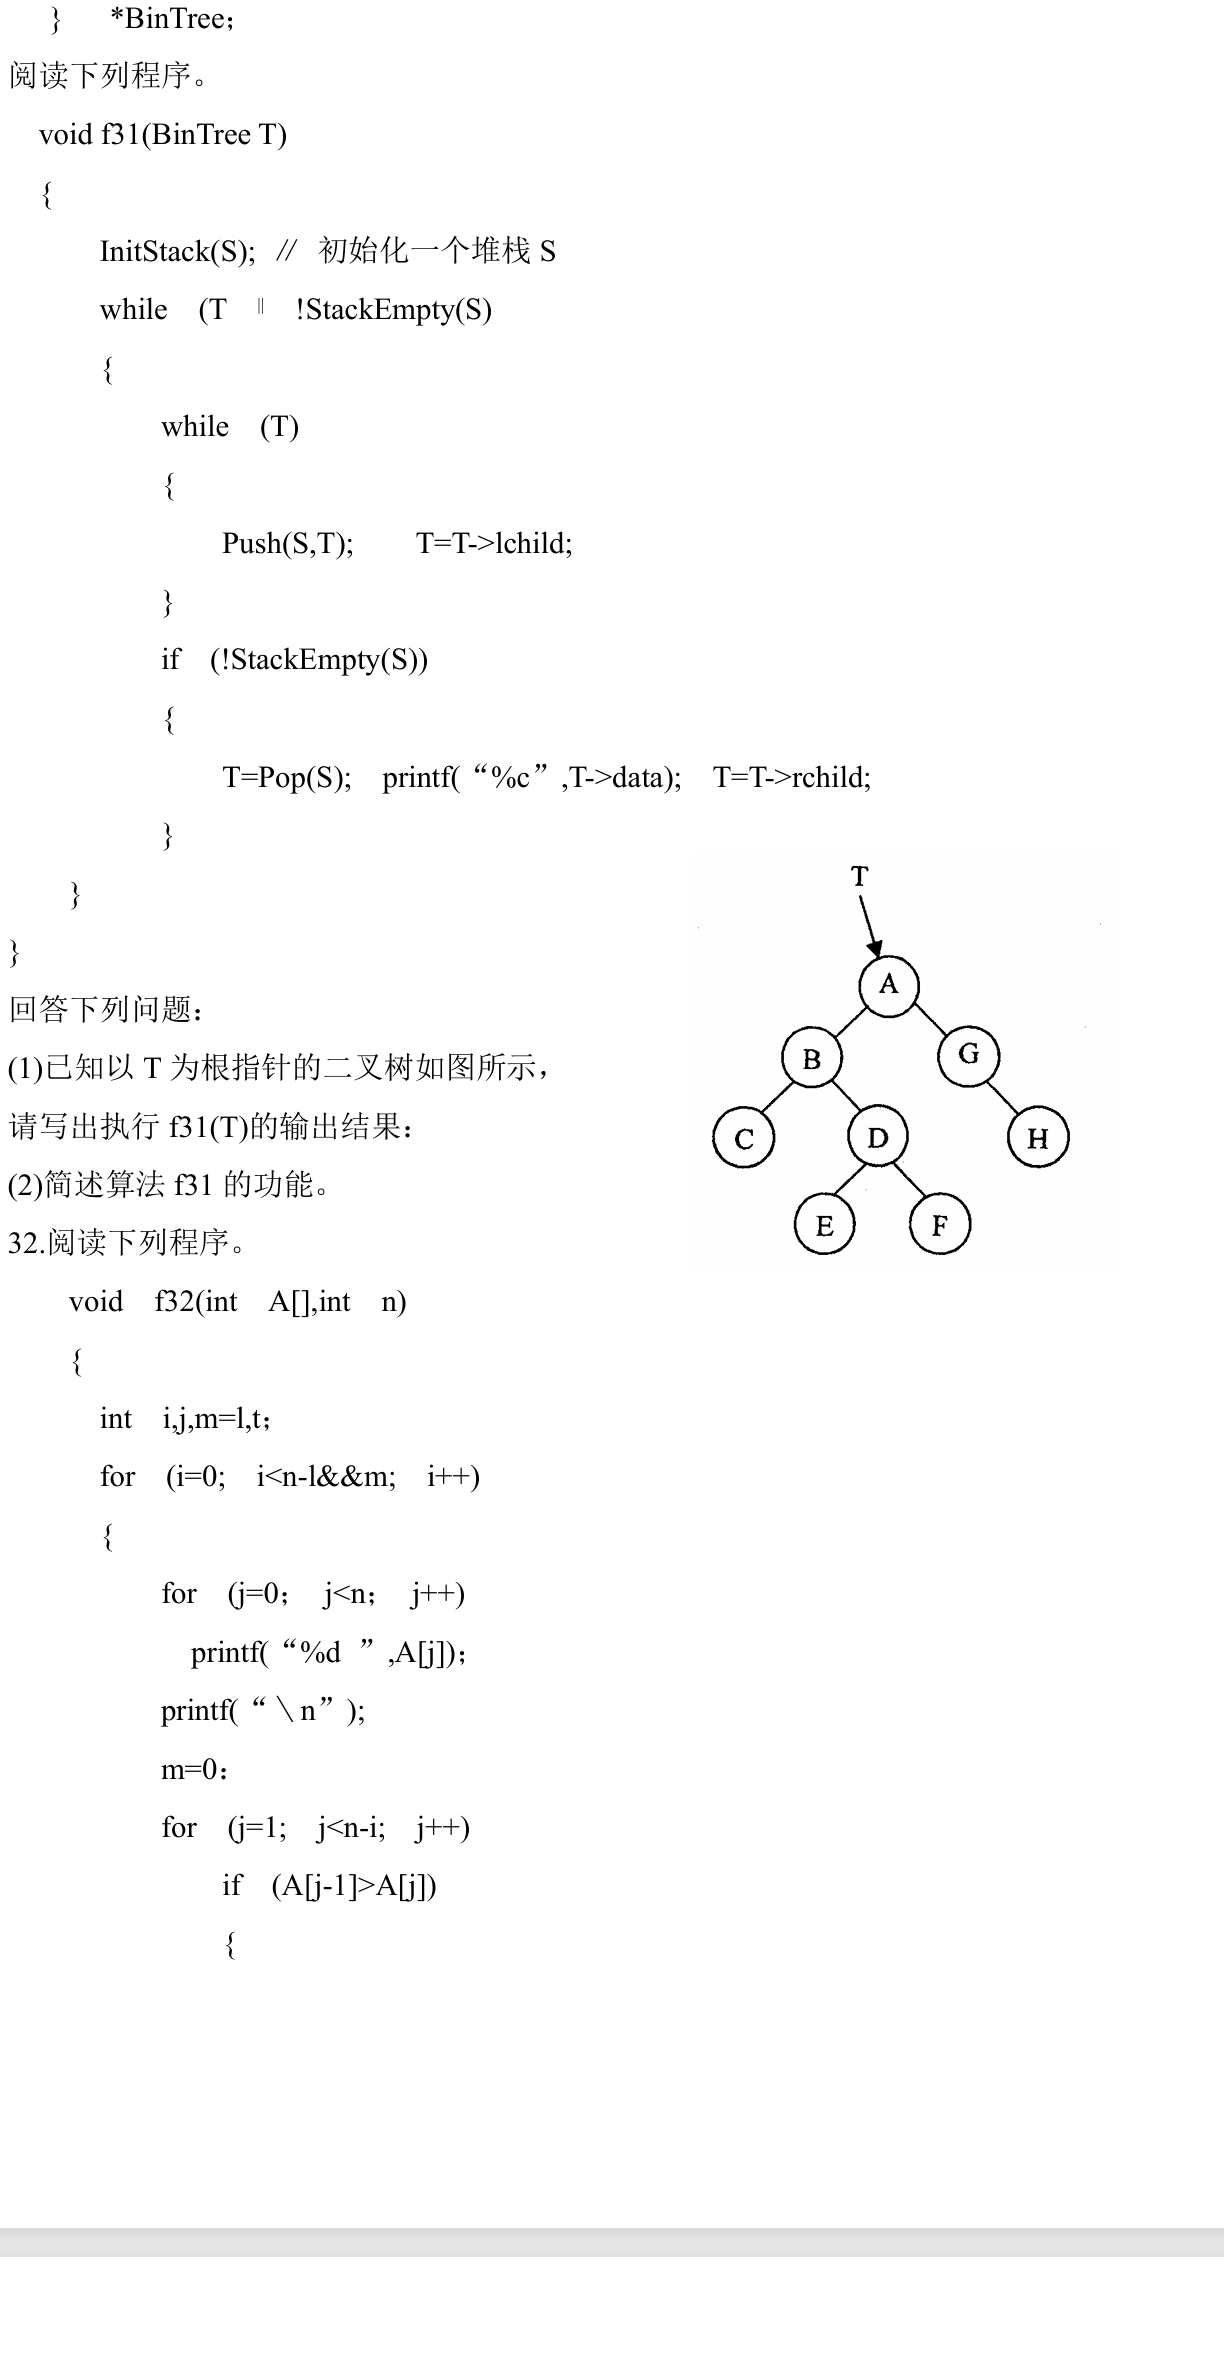 } *BinTree；
阅读下列程序。
void f31(BinTree T)
{
InitStack(S); ∥ 初始化一个堆栈 S
while (T ‖ !StackEmpty(S)
{
while (T)
{
Push(S,T); T=T->lchild;
}
if (!StackEmpty(S))
{
T=Pop(S); printf(“%c”,T->data); T=T->rchild;
}
}
}
回答下列问题：
(1)已知以 T 为根指针的二叉树如图所示，
请写出执行 f31(T)的输出结果：
(2)简述算法 f31 的功能。
T
A
B
G
C
D
H
E
F
32.阅读下列程序。
void f32(int A[],int n)
{
int i,j,m=l,t；
for (i=0; i<n-l&&m; i++)
{
for (j=0； j<n； j++)
printf(“%d ”,A[j])；
printf(“＼n”);
m=0：
for (j=1; j<n-i; j++)
if (A[j-1]>A[j])
{